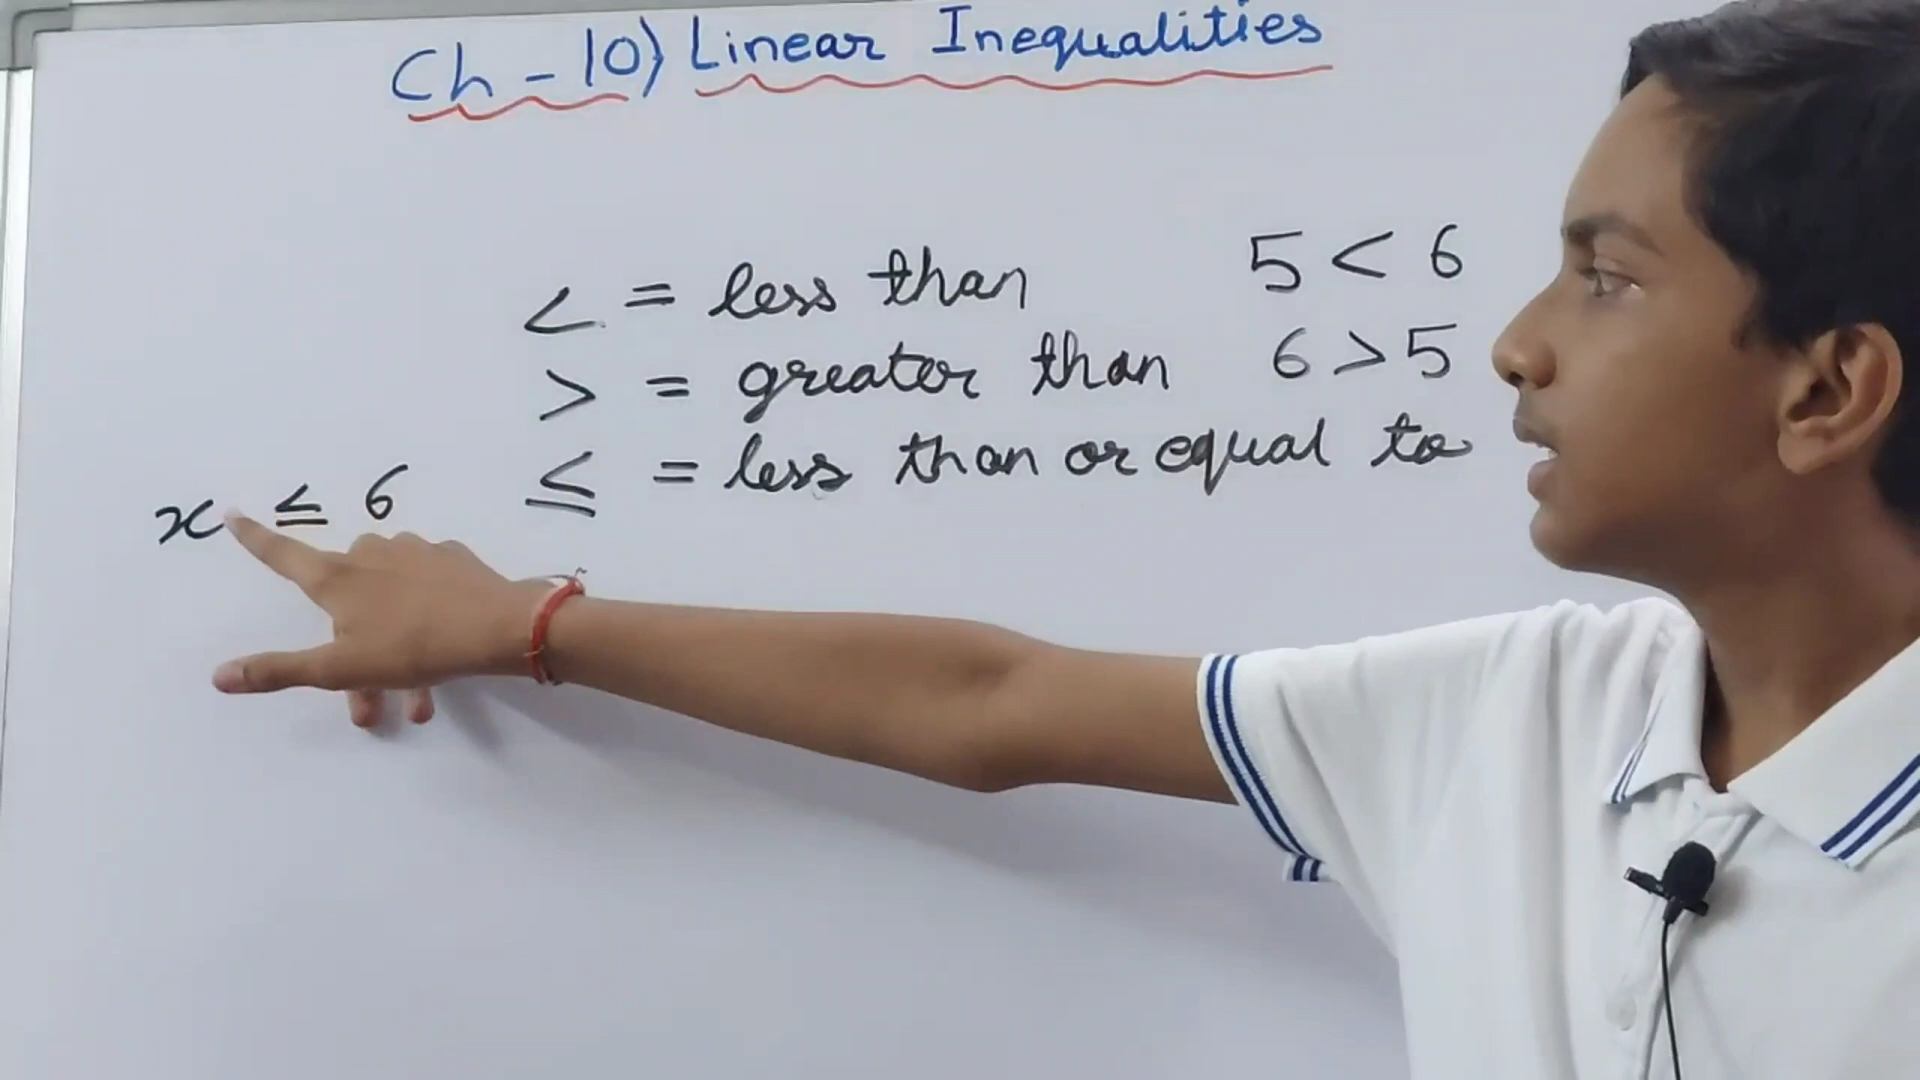 Ch - 10) Linear Inequalities
< = less than 5 < 6
> = greater than 6 > 5
≤ = less than or equal to
x ≤ 6